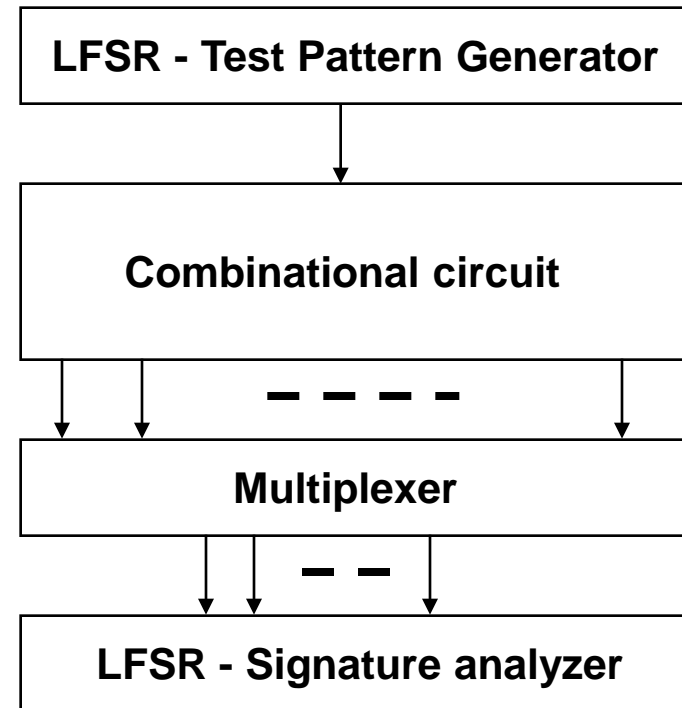 LFSR - Test Pattern Generator
Combinational circuit
Multiplexer
LFSR - Signature analyzer